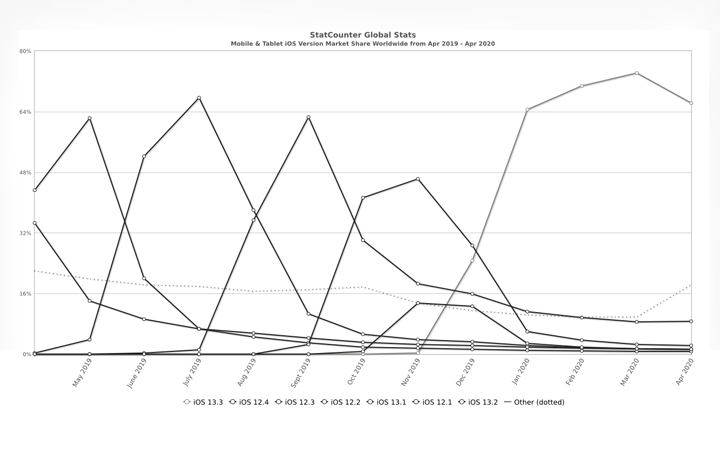 StatCounter Global Stats
Mobile & Tablet iOS Version Market Share Worldwide from Apr 2019 - Apr 2020
80%
64%
48%
32%
16%
0%
May 2019
June 2019
July 2019
Aug 2019
Sept 2019
Oct 2019
Nov 2019
Dec 2019
Jan 2020
Feb 2020
Mar 2020
Apr 2020
iOS 13.3 iOS 12.4 iOS 12.3 iOS 12.2 iOS 13.1 iOS 12.1 iOS 13.2 Other (dotted)